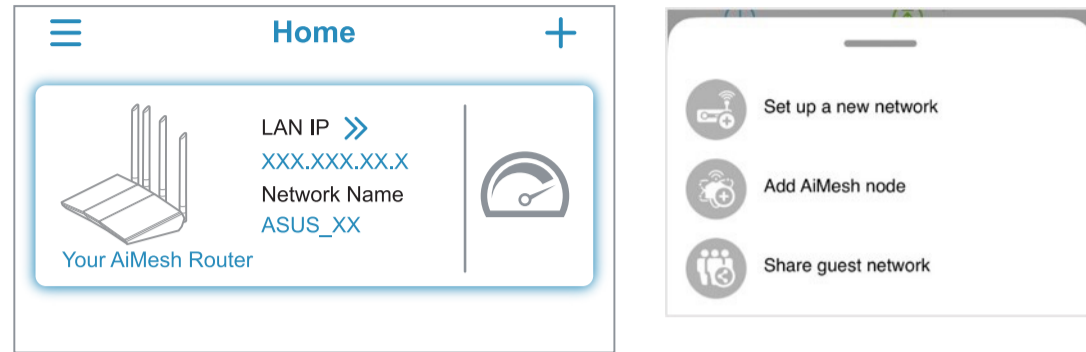 Home
LAN IP
XXX.XXX.XX.X
Network Name
ASUS_XX
Your AiMesh Router
Set up a new network
Add AiMesh node
Share guest network